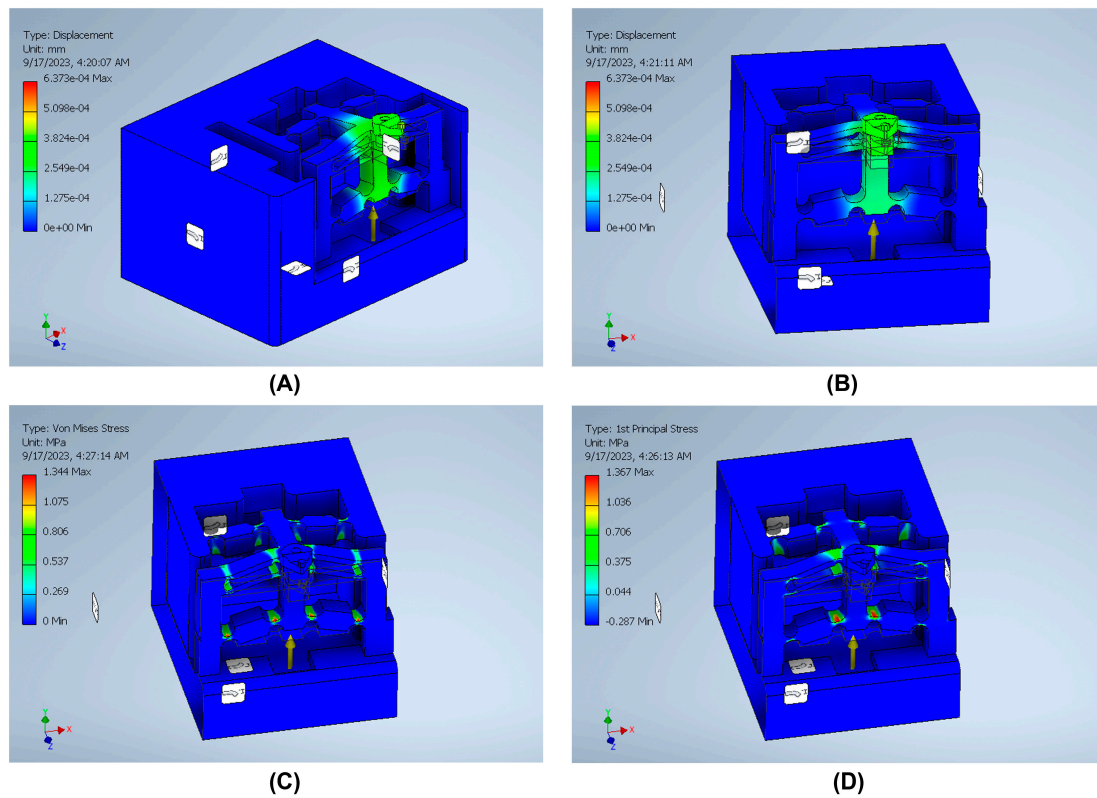 Type: Displacement
Unit: mm
9/17/2023, 4:20:07 AM
6.373e-04 Max
5.098e-04
3.824e-04
2.549e-04
1.275e-04
0e+00 Min
Y
X
Z
(A)
Type: Displacement
Unit: mm
9/17/2023, 4:21:11 AM
6.373e-04 Max
5.098e-04
3.824e-04
2.549e-04
1.275e-04
0e+00 Min
Y
X
Z
(B)
Type: Von Mises Stress
Unit: MPa
9/17/2023, 4:27:14 AM
1.344 Max
1.075
0.806
0.537
0.269
0 Min
Y
X
Z
(C)
Type: 1st Principal Stress
Unit: MPa
9/17/2023, 4:26:13 AM
1.367 Max
1.036
0.706
0.375
0.044
-0.287 Min
Y
X
Z
(D)